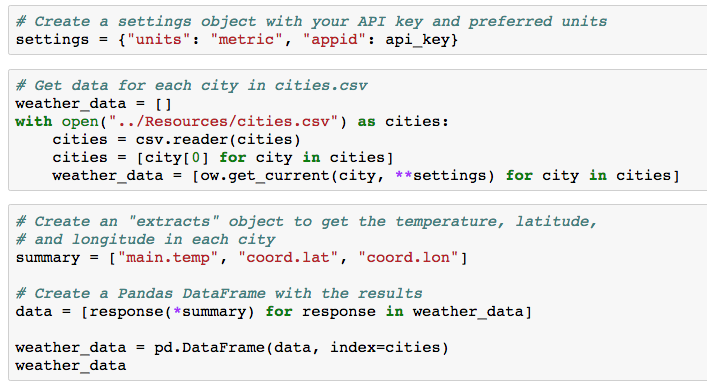 # Create a settings object with your API key and preferred units
settings = {"units": "metric", "appid": api_key}
# Get data for each city in cities.csv
weather_data = []
with open("../Resources/cities.csv") as cities:
    cities = csv.reader(cities)
    cities = [city[0] for city in cities]
    weather_data = [ow.get_current(city, **settings) for city in cities]
# Create an "extracts" object to get the temperature, latitude,
# and longitude in each city
summary = ["main.temp", "coord.lat", "coord.lon"]
# Create a Pandas DataFrame with the results
data = [response(*summary) for response in weather_data]
weather_data = pd.DataFrame(data, index=cities)
weather_data